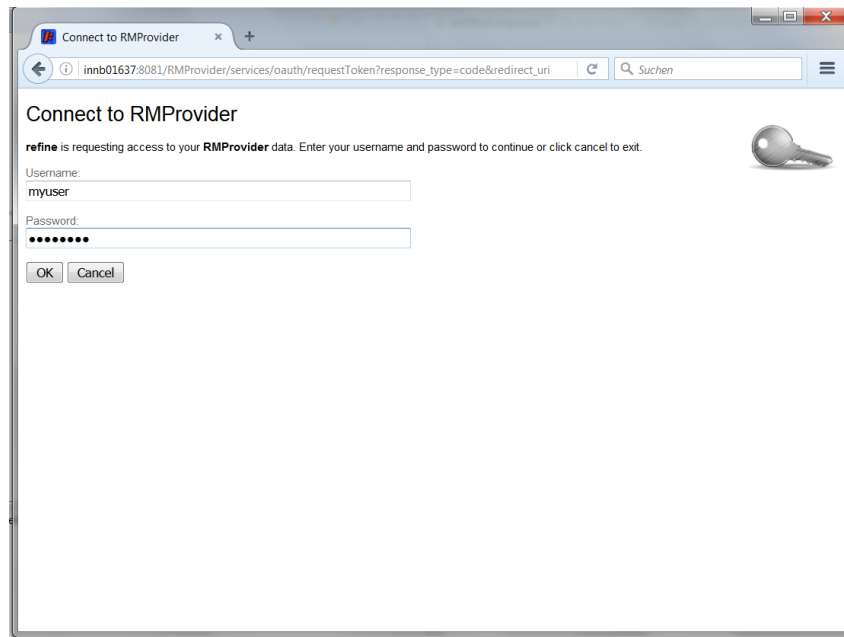 Connect to RMProvider
innb01637:8081/RMProvider/services/oauth/requestToken?response_type=code&redirect_uri
Suchen
Connect to RMProvider
refine is requesting access to your RMProvider data. Enter your username and password to continue or click cancel to exit.
Username:
myuser
Password:
••••••••
OK Cancel